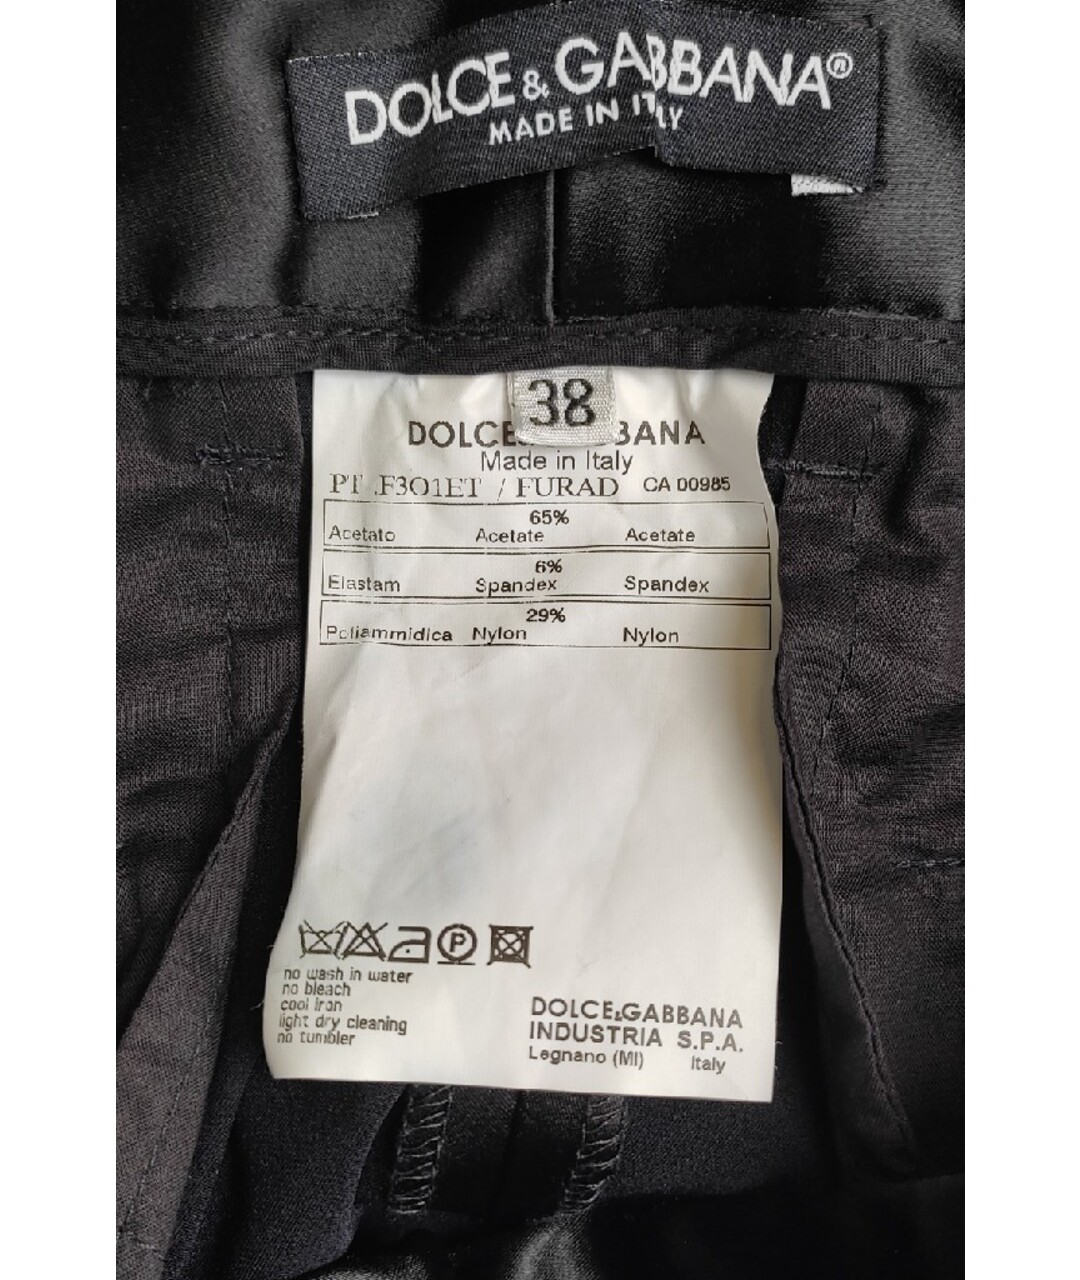 DOLCE & GABBANA®
MADE IN IT LY
38
DOLCE BANA
Made in Italy
PT .F3O1ET / FURAD CA 00985
65%
Acetato Acetate Acetate
6%
Elastam Spandex Spandex
29%
Poliammidica Nylon Nylon
P
no wash in water
no bleach
cool iron
light dry cleaning
no tumbler
DOLCE&GABBANA
INDUSTRIA S.P.A.
Legnano (MI) Italy